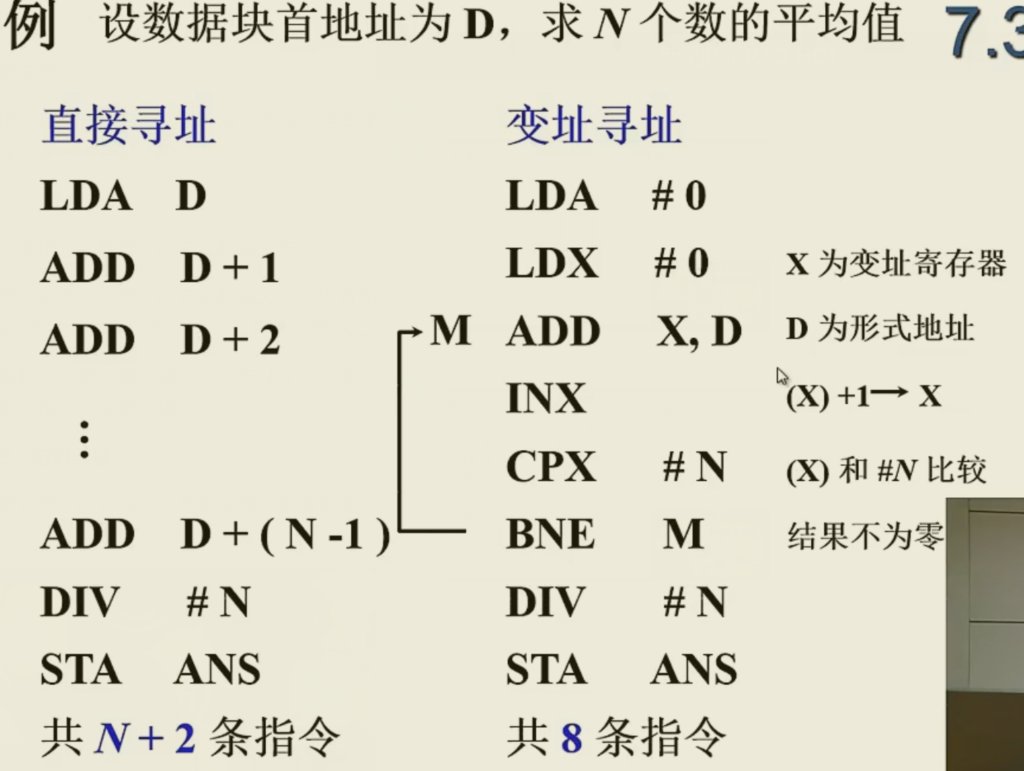 例 设数据块首地址为 D，求 N 个数的平均值 7.3
直接寻址
LDA D
ADD D + 1
ADD D + 2
⋮
ADD D + ( N -1 )
DIV # N
STA ANS
共 N + 2 条指令
变址寻址
LDA # 0
LDX # 0 X 为变址寄存器
M ADD X, D D 为形式地址
INX (X) +1→ X
CPX # N (X) 和 #N 比较
BNE M 结果不为零
DIV # N
STA ANS
共 8 条指令